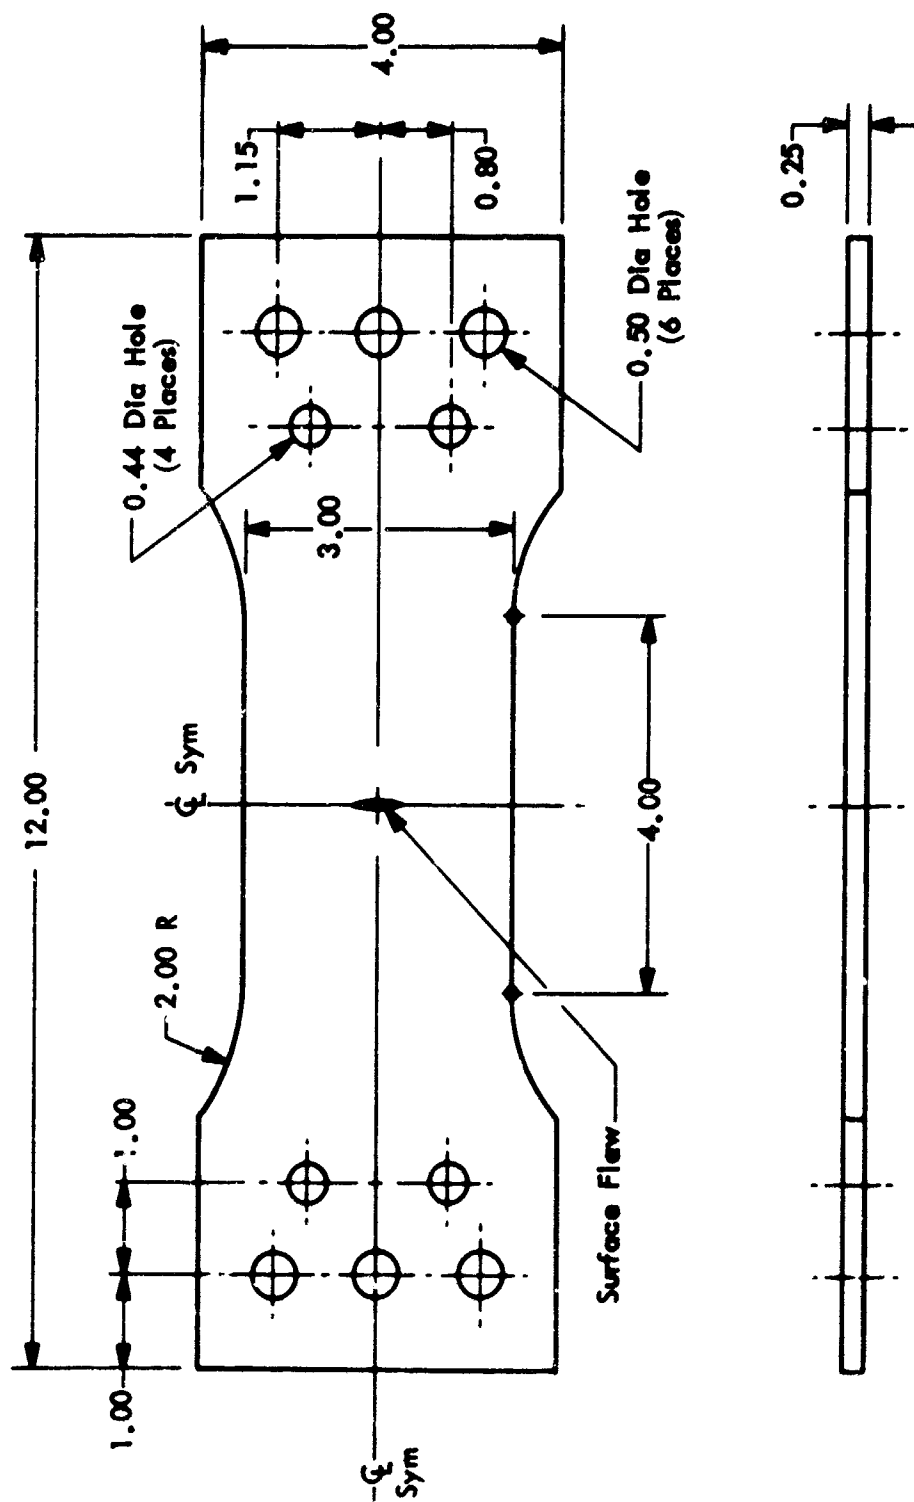 12.00
4.00
1.15
0.80
0.44 Dia Hole
(4 Places)
0.50 Dia Hole
(6 Places)
3.00
℄ Sym
2.00 R
1.00
1.00
4.00
Surface Flaw
℄
Sym
0.25